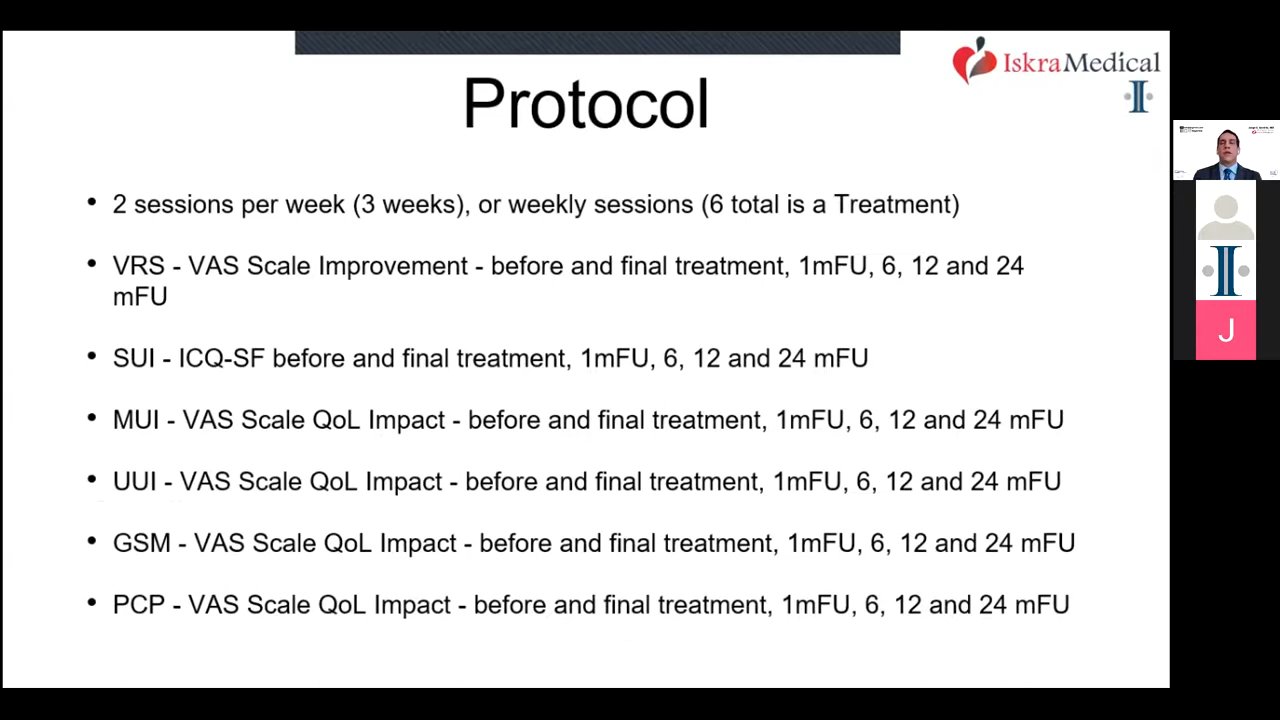 IskraMedical
Protocol
• 2 sessions per week (3 weeks), or weekly sessions (6 total is a Treatment)
• VRS - VAS Scale Improvement - before and final treatment, 1mFU, 6, 12 and 24
mFU
• SUI - ICQ-SF before and final treatment, 1mFU, 6, 12 and 24 mFU
• MUI - VAS Scale QoL Impact - before and final treatment, 1mFU, 6, 12 and 24 mFU
• UUI - VAS Scale QoL Impact - before and final treatment, 1mFU, 6, 12 and 24 mFU
• GSM - VAS Scale QoL Impact - before and final treatment, 1mFU, 6, 12 and 24 mFU
• PCP - VAS Scale QoL Impact - before and final treatment, 1mFU, 6, 12 and 24 mFU
J